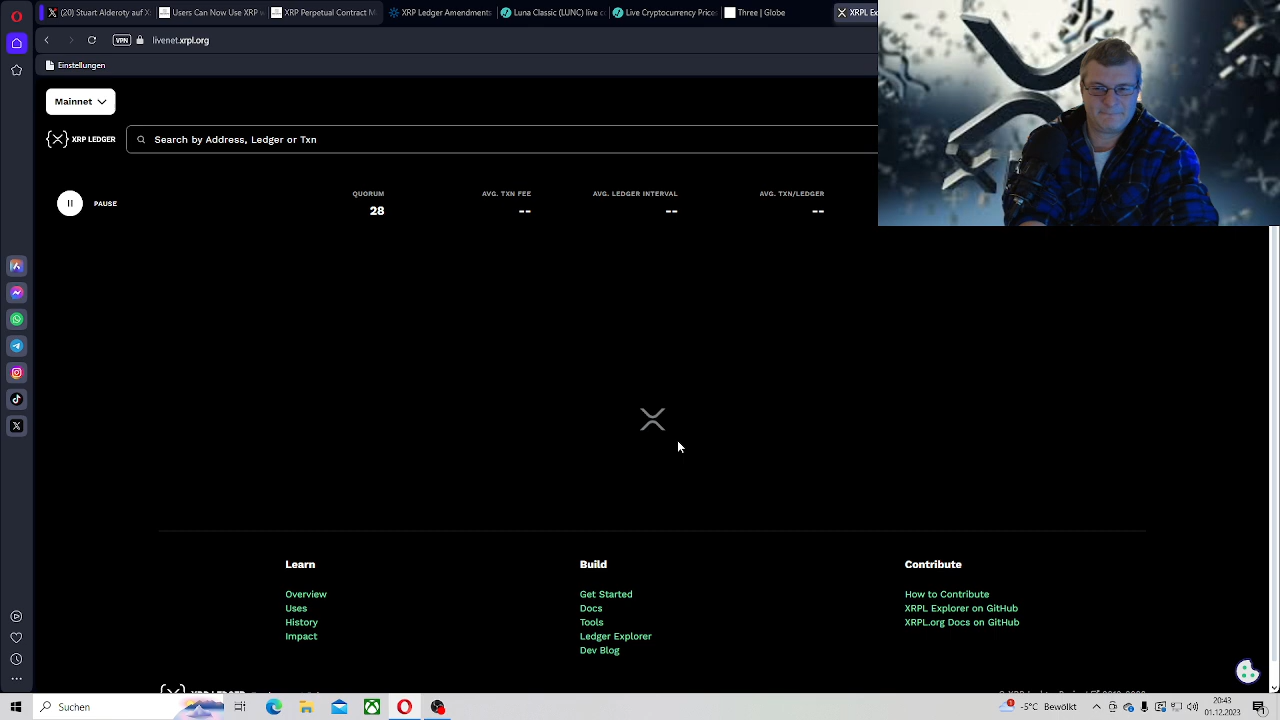 (20) Stuart Alderoty auf X:
Users Can Now Use XRP
XRP Perpetual Contract M
XRP Ledger Amendments
Luna Classic (LUNC) live
Live Cryptocurrency Prices
Three | Globe
XRPL E
VPN livenet.xrpl.org
Einstellungen
Mainnet
XRP LEDGER
Search by Address, Ledger or Txn
PAUSE
QUORUM
28
AVG. TXN FEE
--
AVG. LEDGER INTERVAL
--
AVG. TXN/LEDGER
--
Learn
Overview
Uses
History
Impact
Build
Get Started
Docs
Tools
Ledger Explorer
Dev Blog
Contribute
How to Contribute
XRPL Explorer on GitHub
XRPL.org Docs on GitHub
Suchen
-5°C Bewölkt
20:43
01.12.2023